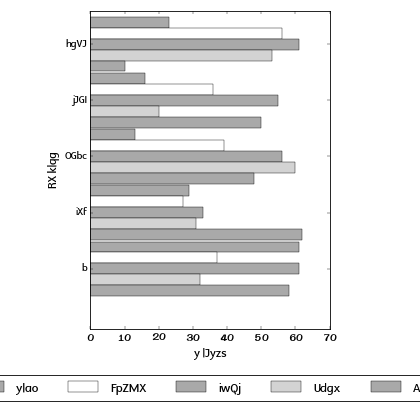 hgVJ
jJGI
OGbc
iXf
b
RX klqg
0 10 20 30 40 50 60 70
y lJyzs
ylao FpZMX iwQj Udgx